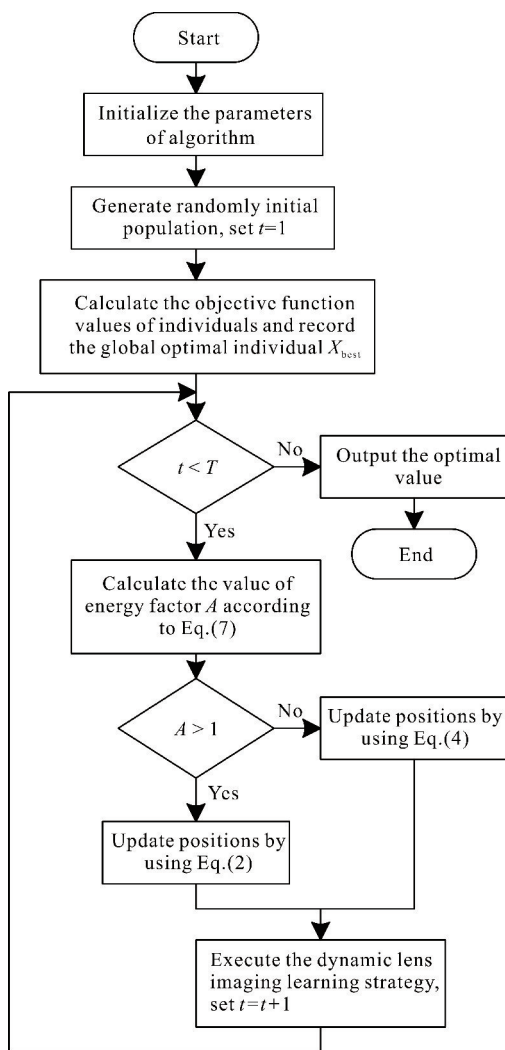 Start
Initialize the parameters
of algorithm
Generate randomly initial
population, set t=1
Calculate the objective function
values of individuals and record
the global optimal individual X_best
t < T
No
Output the optimal
value
Yes
End
Calculate the value of
energy factor A according
to Eq.(7)
A > 1
No
Update positions by
using Eq.(4)
Yes
Update positions by
using Eq.(2)
Execute the dynamic lens
imaging learning strategy,
set t=t+1